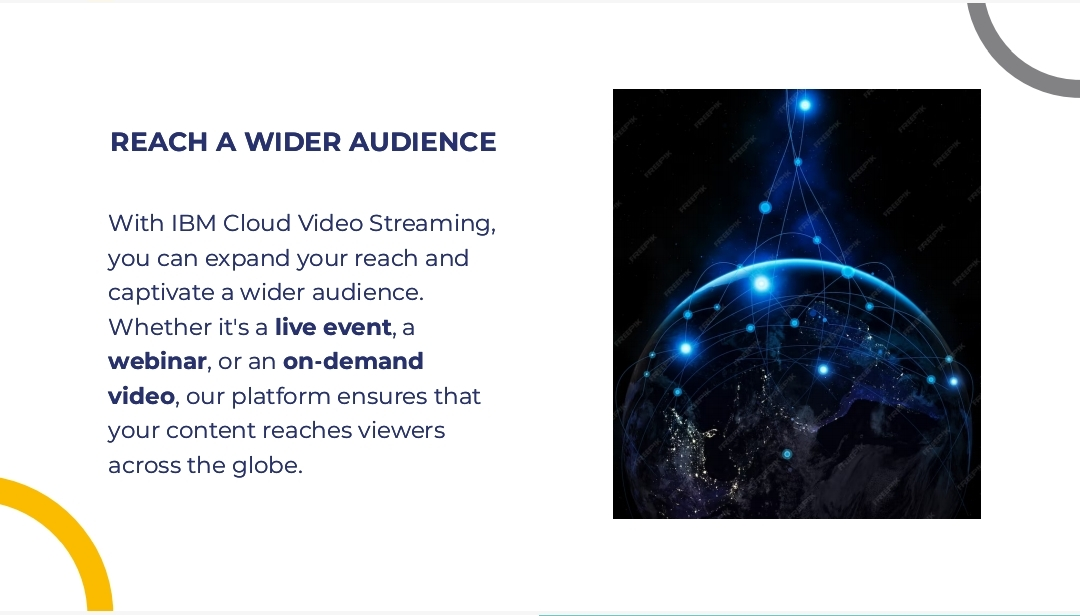 REACH A WIDER AUDIENCE
With IBM Cloud Video Streaming,
you can expand your reach and
captivate a wider audience.
Whether it's a live event, a
webinar, or an on-demand
video, our platform ensures that
your content reaches viewers
across the globe.
FREEPIK